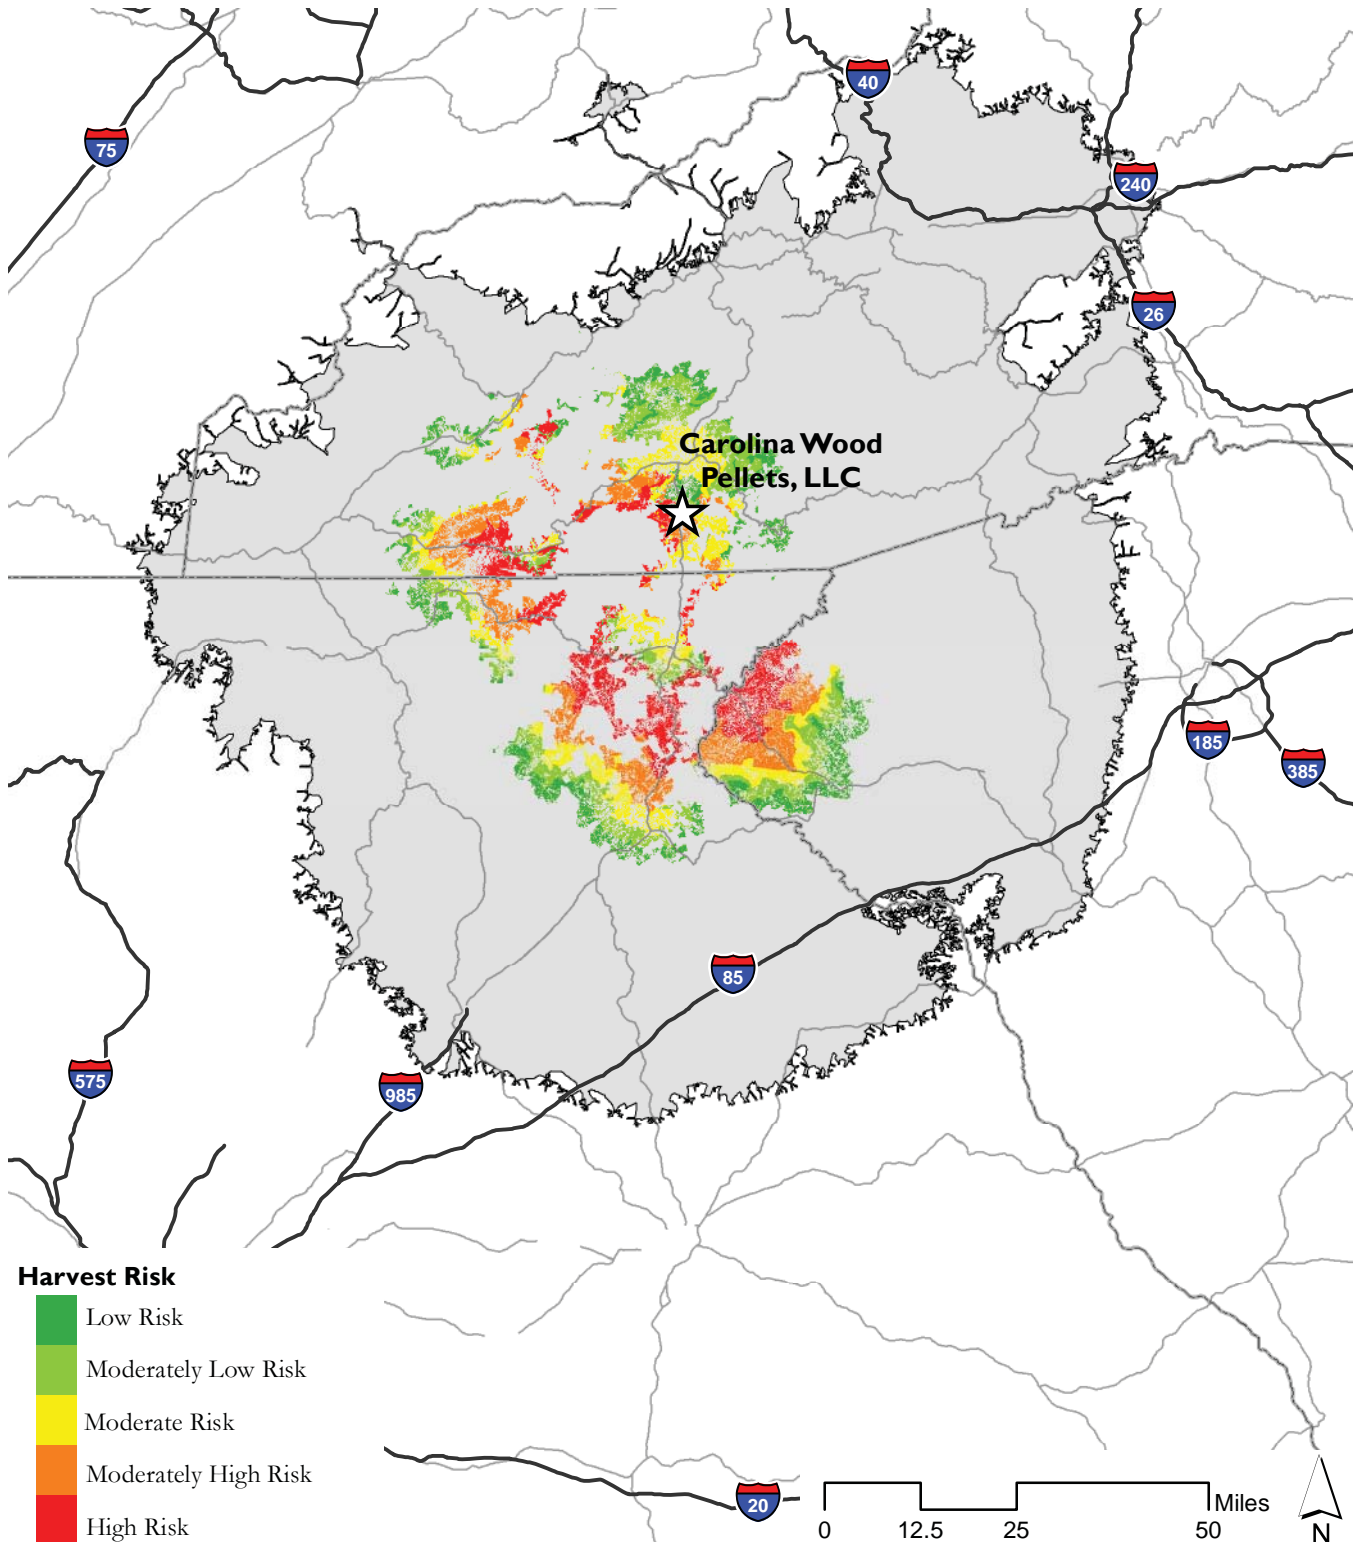 40
75
240
26
Carolina Wood
Pellets, LLC
185
385
85
575
985
Harvest Risk
Low Risk
Moderately Low Risk
Moderate Risk
Moderately High Risk
High Risk
20
Miles
0 12.5 25 50
N